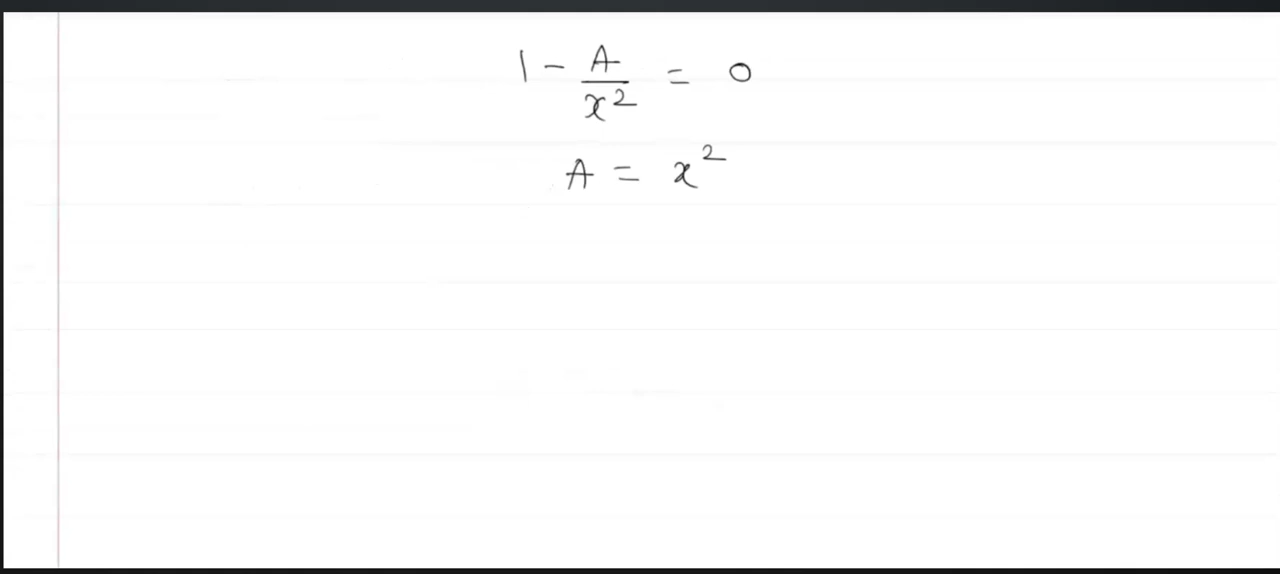 1 - A/x² = 0
A = x²